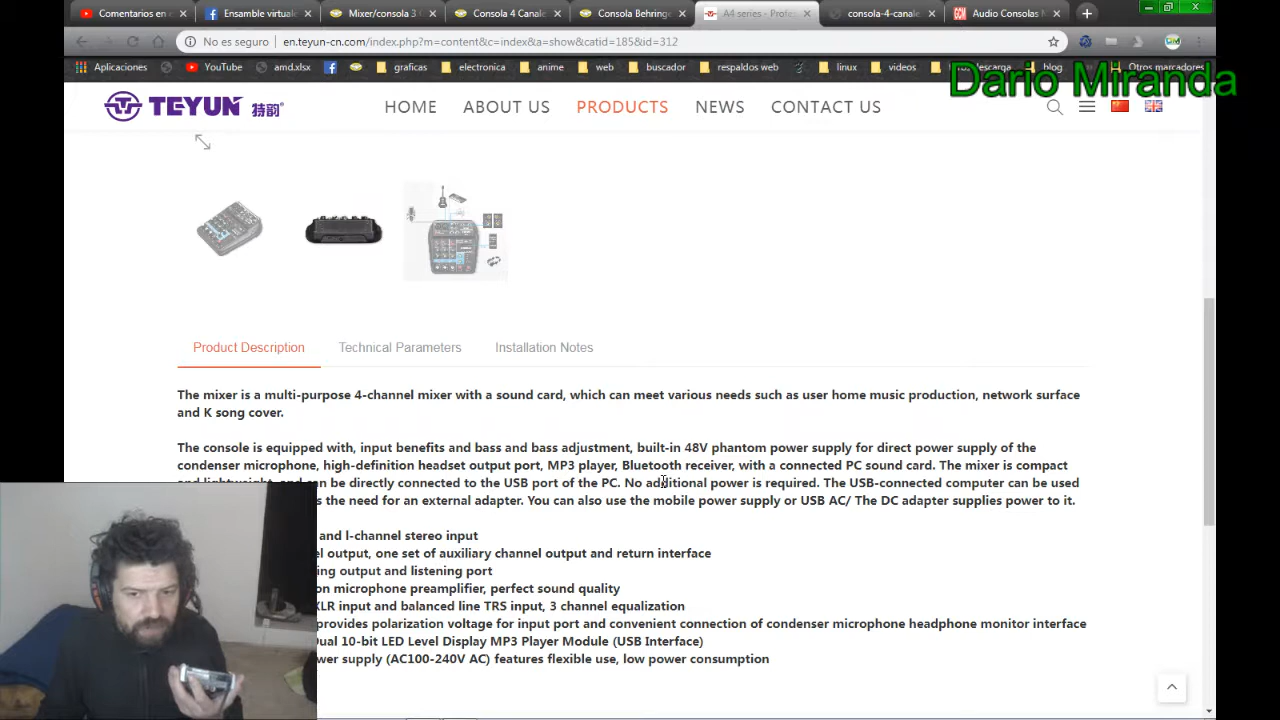 Comentarios en
Ensamble virtuale
Mixer/consola 3
Consola 4 Canale
Consola Behringe
A4 series - Profes
consola-4-canale
Audio Consolas M
No es seguro
en.teyun-cn.com/index.php?m=content&c=index&a=show&catid=185&id=312
Aplicaciones
YouTube
amd.xlsx
graficas
electronica
anime
web
buscador
respaldos web
linux
videos
descarga
blog
Otros marcadores
Dario Miranda
TEYUN 特韵®
HOME
ABOUT US
PRODUCTS
NEWS
CONTACT US
Product Description
Technical Parameters
Installation Notes
The mixer is a multi-purpose 4-channel mixer with a sound card, which can meet various needs such as user home music production, network surface
and K song cover.
The console is equipped with, input benefits and bass and bass adjustment, built-in 48V phantom power supply for direct power supply of the
condenser microphone, high-definition headset output port, MP3 player, Bluetooth receiver, with a connected PC sound card. The mixer is compact
and lightweight, and can be directly connected to the USB port of the PC. No additional power is required. The USB-connected computer can be used
s the need for an external adapter. You can also use the mobile power supply or USB AC/ The DC adapter supplies power to it.
and l-channel stereo input
el output, one set of auxiliary channel output and return interface
ing output and listening port
on microphone preamplifier, perfect sound quality
XLR input and balanced line TRS input, 3 channel equalization
provides polarization voltage for input port and convenient connection of condenser microphone headphone monitor interface
Dual 10-bit LED Level Display MP3 Player Module (USB Interface)
wer supply (AC100-240V AC) features flexible use, low power consumption